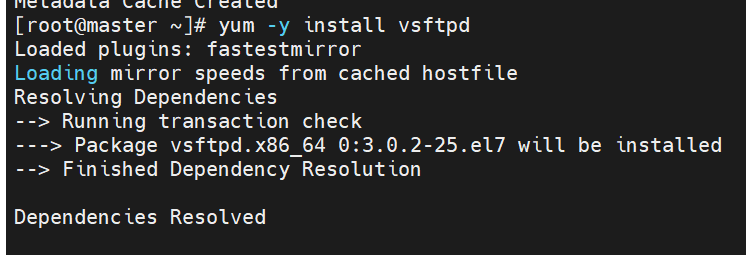 Metadata Cache Created
[root@master ~]# yum -y install vsftpd
Loaded plugins: fastestmirror
Loading mirror speeds from cached hostfile
Resolving Dependencies
--> Running transaction check
---> Package vsftpd.x86_64 0:3.0.2-25.el7 will be installed
--> Finished Dependency Resolution
Dependencies Resolved